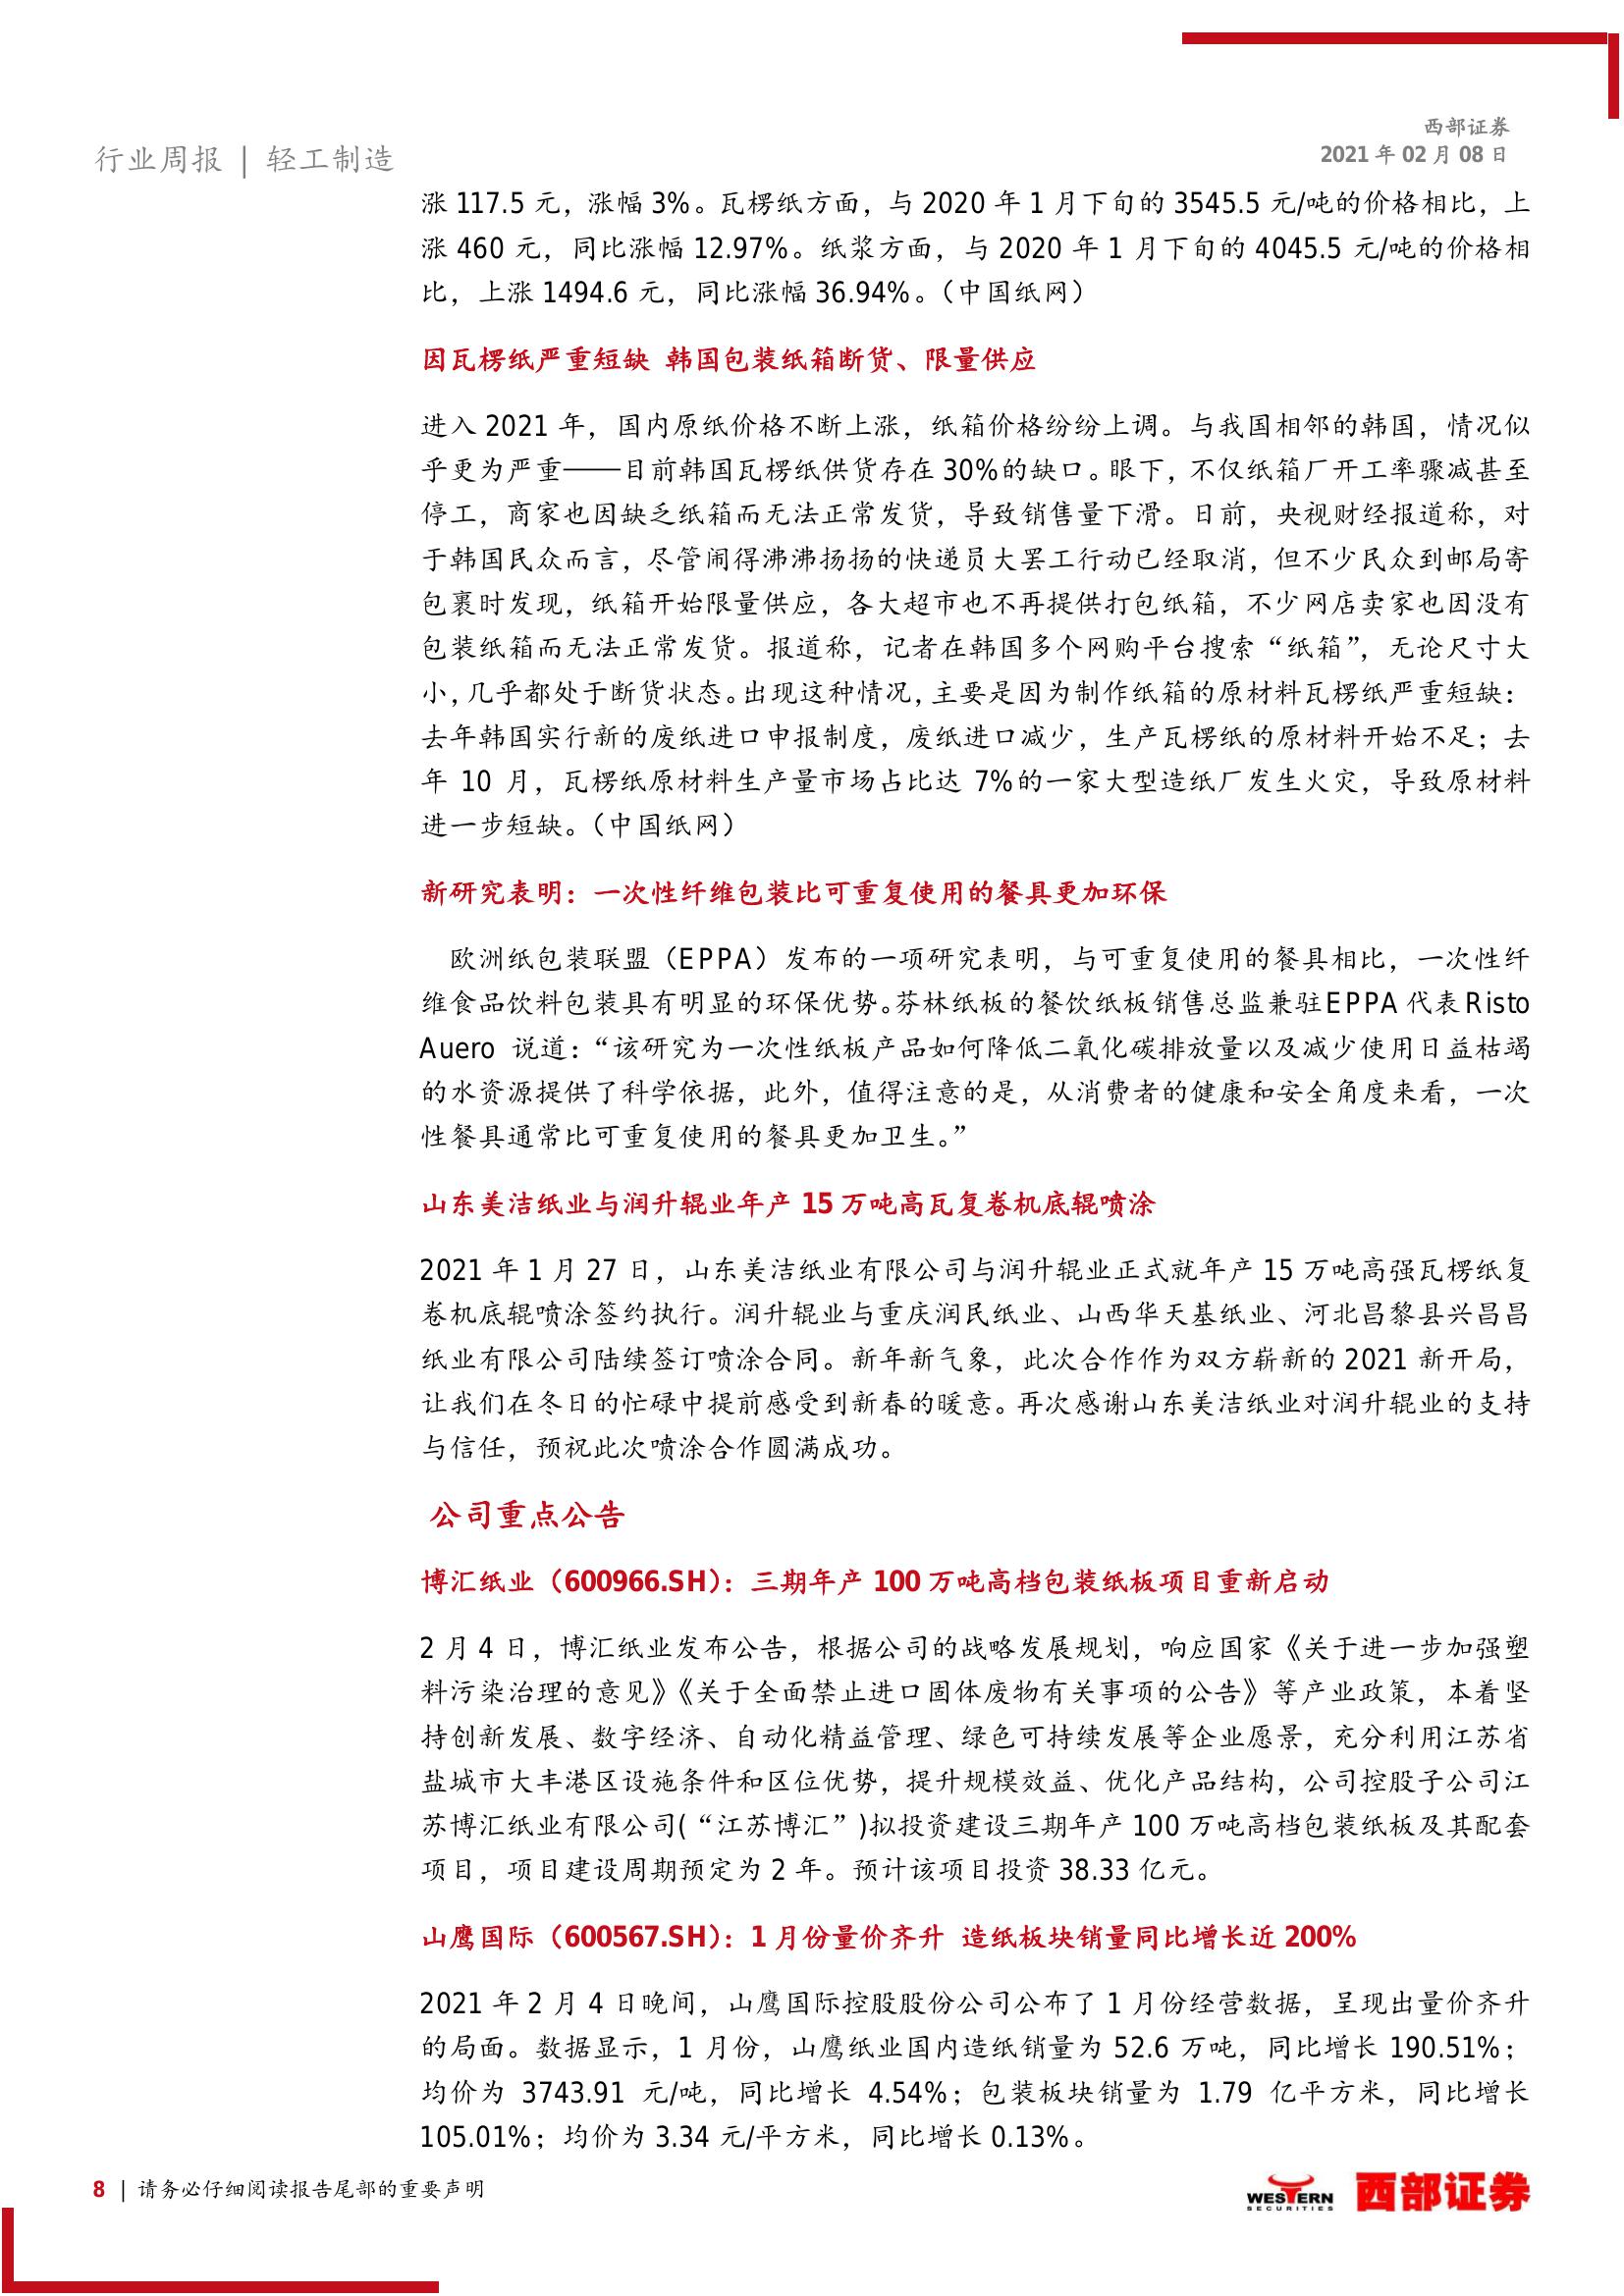 行业周报 | 轻工制造
西部证券
2021 年 02 月 08 日
涨 117.5 元，涨幅 3%。瓦楞纸方面，与 2020 年 1 月下旬的 3545.5 元/吨的价格相比，上
涨 460 元，同比涨幅 12.97%。纸浆方面，与 2020 年 1 月下旬的 4045.5 元/吨的价格相
比，上涨 1494.6 元，同比涨幅 36.94%。（中国纸网）
因瓦楞纸严重短缺 韩国包装纸箱断货、限量供应
进入 2021 年，国内原纸价格不断上涨，纸箱价格纷纷上调。与我国相邻的韩国，情况似
乎更为严重——目前韩国瓦楞纸供货存在 30%的缺口。眼下，不仅纸箱厂开工率骤减甚至
停工，商家也因缺乏纸箱而无法正常发货，导致销售量下滑。日前，央视财经报道称，对
于韩国民众而言，尽管闹得沸沸扬扬的快递员大罢工行动已经取消，但不少民众到邮局寄
包裹时发现，纸箱开始限量供应，各大超市也不再提供打包纸箱，不少网店卖家也因没有
包装纸箱而无法正常发货。报道称，记者在韩国多个网购平台搜索“纸箱”，无论尺寸大
小，几乎都处于断货状态。出现这种情况，主要是因为制作纸箱的原材料瓦楞纸严重短缺：
去年韩国实行新的废纸进口申报制度，废纸进口减少，生产瓦楞纸的原材料开始不足；去
年 10 月，瓦楞纸原材料生产量市场占比达 7%的一家大型造纸厂发生火灾，导致原材料
进一步短缺。（中国纸网）
新研究表明：一次性纤维包装比可重复使用的餐具更加环保
欧洲纸包装联盟（EPPA）发布的一项研究表明，与可重复使用的餐具相比，一次性纤
维食品饮料包装具有明显的环保优势。芬林纸板的餐饮纸板销售总监兼驻EPPA 代表Risto
Auero 说道：“该研究为一次性纸板产品如何降低二氧化碳排放量以及减少使用日益枯竭
的水资源提供了科学依据，此外，值得注意的是，从消费者的健康和安全角度来看，一次
性餐具通常比可重复使用的餐具更加卫生。”
山东美洁纸业与润升辊业年产 15 万吨高瓦复卷机底辊喷涂
2021 年 1 月 27 日，山东美洁纸业有限公司与润升辊业正式就年产 15 万吨高强瓦楞纸复
卷机底辊喷涂签约执行。润升辊业与重庆润民纸业、山西华天基纸业、河北昌黎县兴昌昌
纸业有限公司陆续签订喷涂合同。新年新气象，此次合作作为双方崭新的 2021 新开局，
让我们在冬日的忙碌中提前感受到新春的暖意。再次感谢山东美洁纸业对润升辊业的支持
与信任，预祝此次喷涂合作圆满成功。
公司重点公告
博汇纸业（600966.SH）：三期年产 100 万吨高档包装纸板项目重新启动
2 月 4 日，博汇纸业发布公告，根据公司的战略发展规划，响应国家《关于进一步加强塑
料污染治理的意见》《关于全面禁止进口固体废物有关事项的公告》等产业政策，本着坚
持创新发展、数字经济、自动化精益管理、绿色可持续发展等企业愿景，充分利用江苏省
盐城市大丰港区设施条件和区位优势，提升规模效益、优化产品结构，公司控股子公司江
苏博汇纸业有限公司(“江苏博汇”)拟投资建设三期年产 100 万吨高档包装纸板及其配套
项目，项目建设周期预定为 2 年。预计该项目投资 38.33 亿元。
山鹰国际（600567.SH）：1 月份量价齐升 造纸板块销量同比增长近 200%
2021 年 2 月 4 日晚间，山鹰国际控股股份公司公布了 1 月份经营数据，呈现出量价齐升
的局面。数据显示，1 月份，山鹰纸业国内造纸销量为 52.6 万吨，同比增长 190.51%；
均价为 3743.91 元/吨，同比增长 4.54%；包装板块销量为 1.79 亿平方米，同比增长
105.01%；均价为 3.34 元/平方米，同比增长 0.13%。
8 | 请务必仔细阅读报告尾部的重要声明
WESTERN
SECURITIES
西部证券